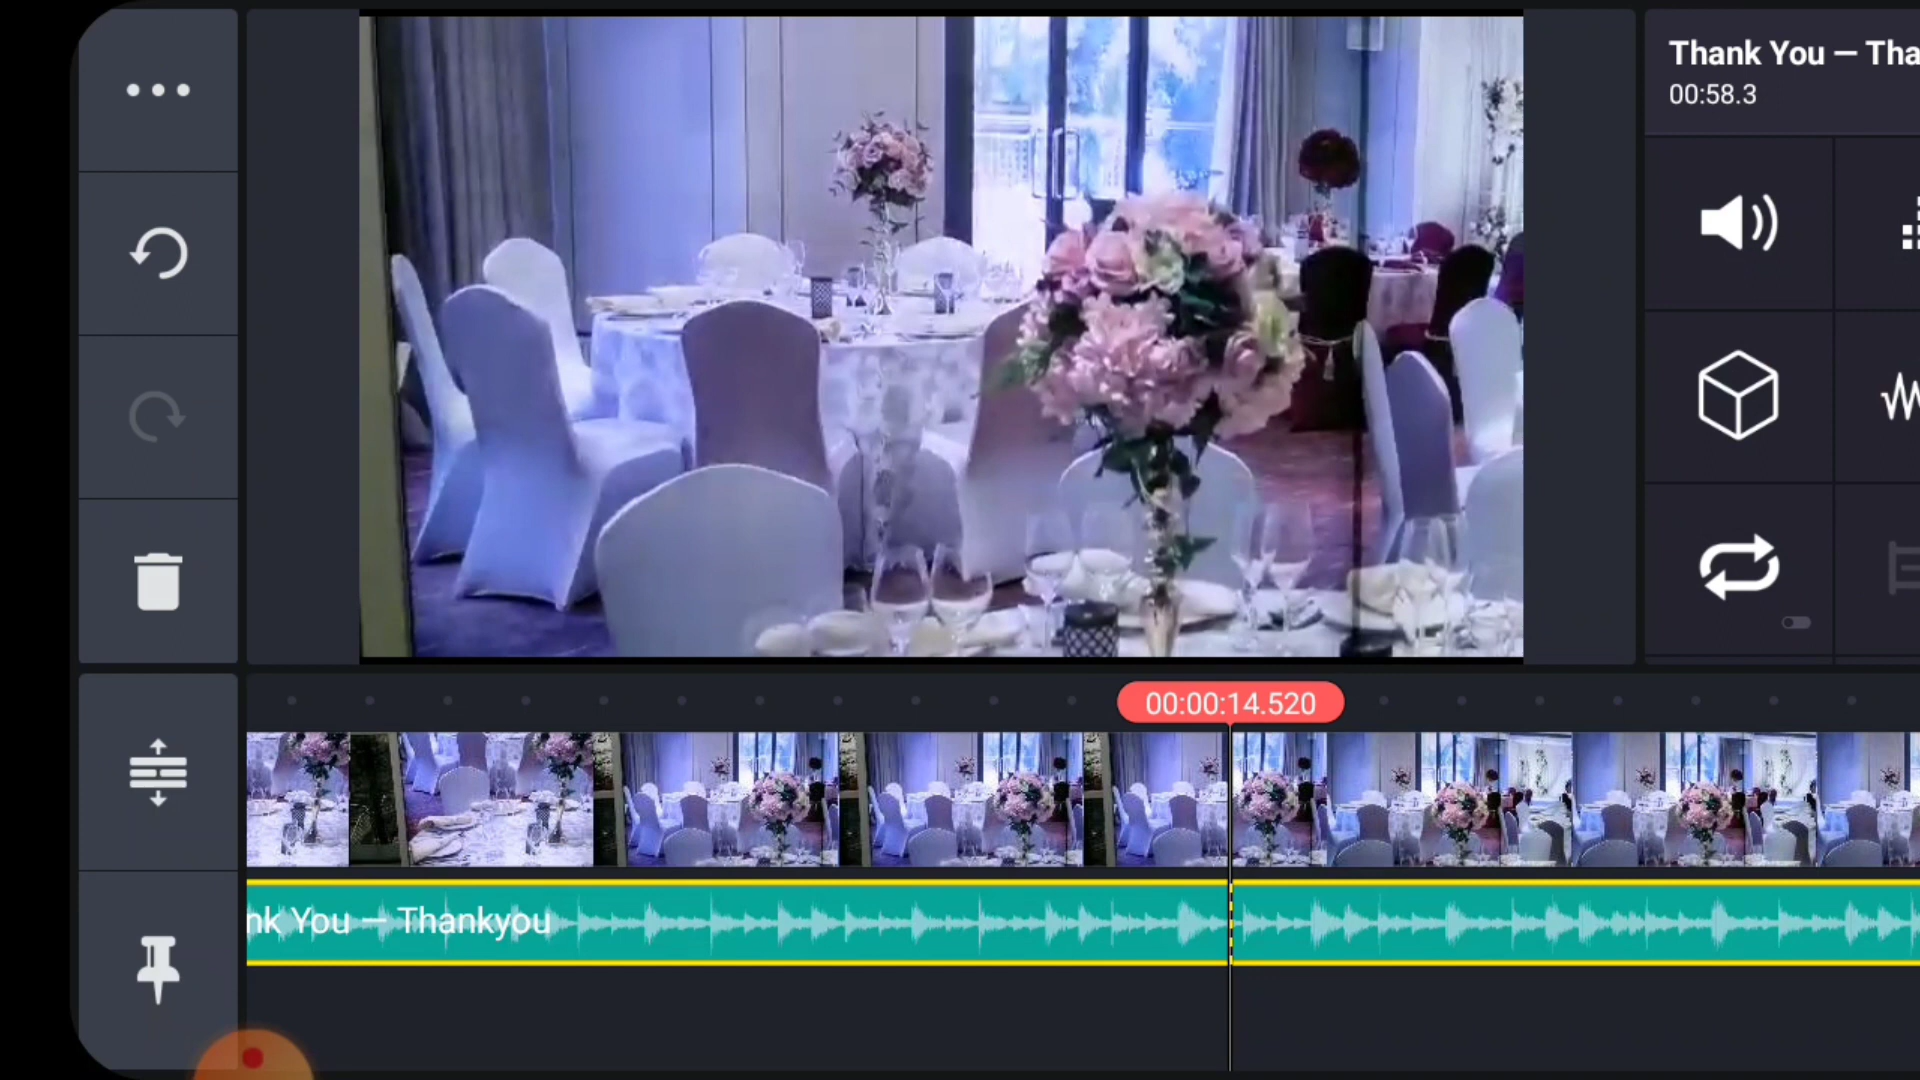 Thank You — Tha
00:58.3
00:00:14.520
nk You — Thankyou